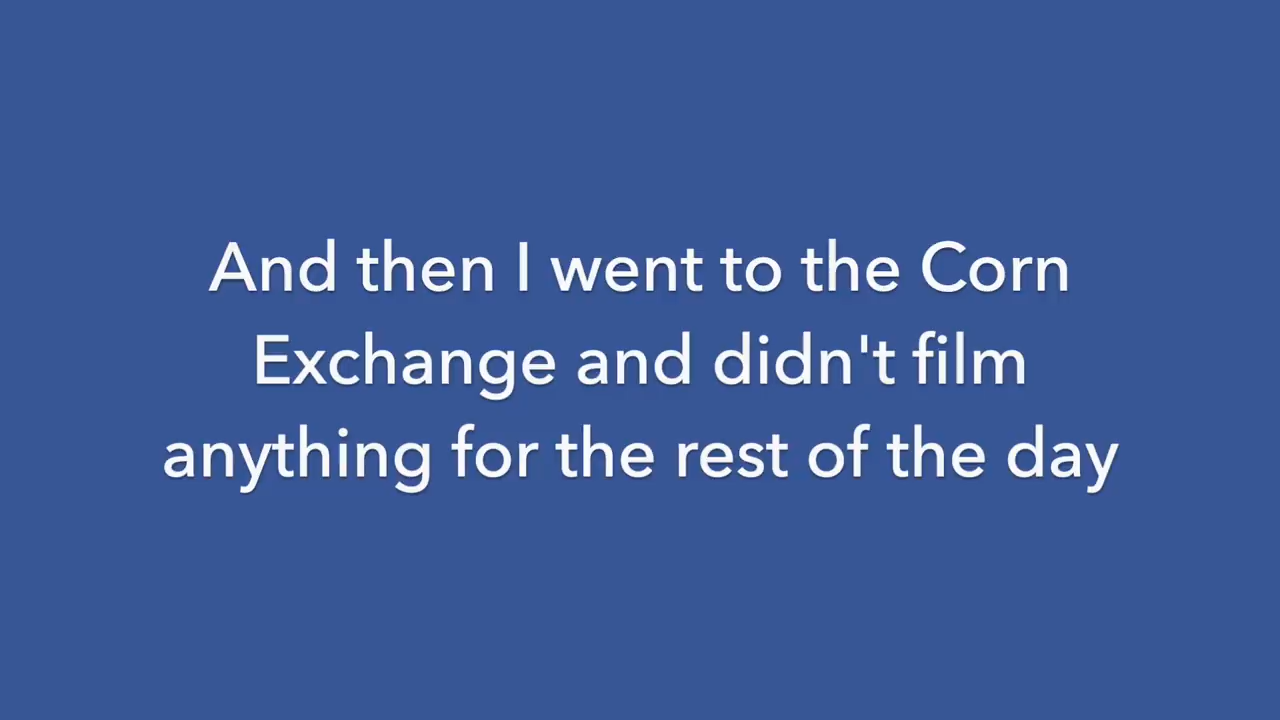 And then I went to the Corn
Exchange and didn't film
anything for the rest of the day